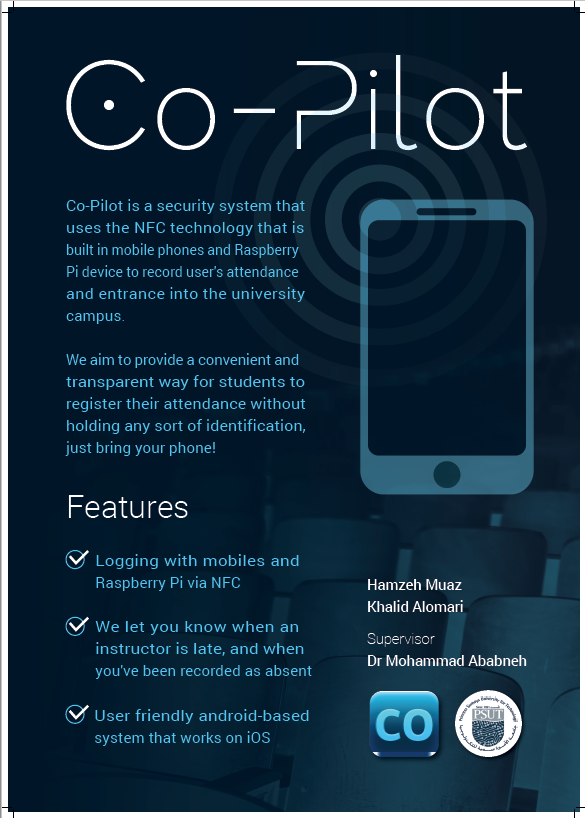 Co-Pilot
Co-Pilot is a security system that
uses the NFC technology that is
built in mobile phones and Raspberry
Pi device to record user's attendance
and entrance into the university
campus.
We aim to provide a convenient and
transparent way for students to
register their attendance without
holding any sort of identification,
just bring your phone!
Features
Logging with mobiles and
Raspberry Pi via NFC
We let you know when an
instructor is late, and when
you've been recorded as absent
User friendly android-based
system that works on iOS
Hamzeh Muaz
Khalid Alomari
Supervisor
Dr Mohammad Ababneh
CO
Princess Sumaya University for Technology
PSUT